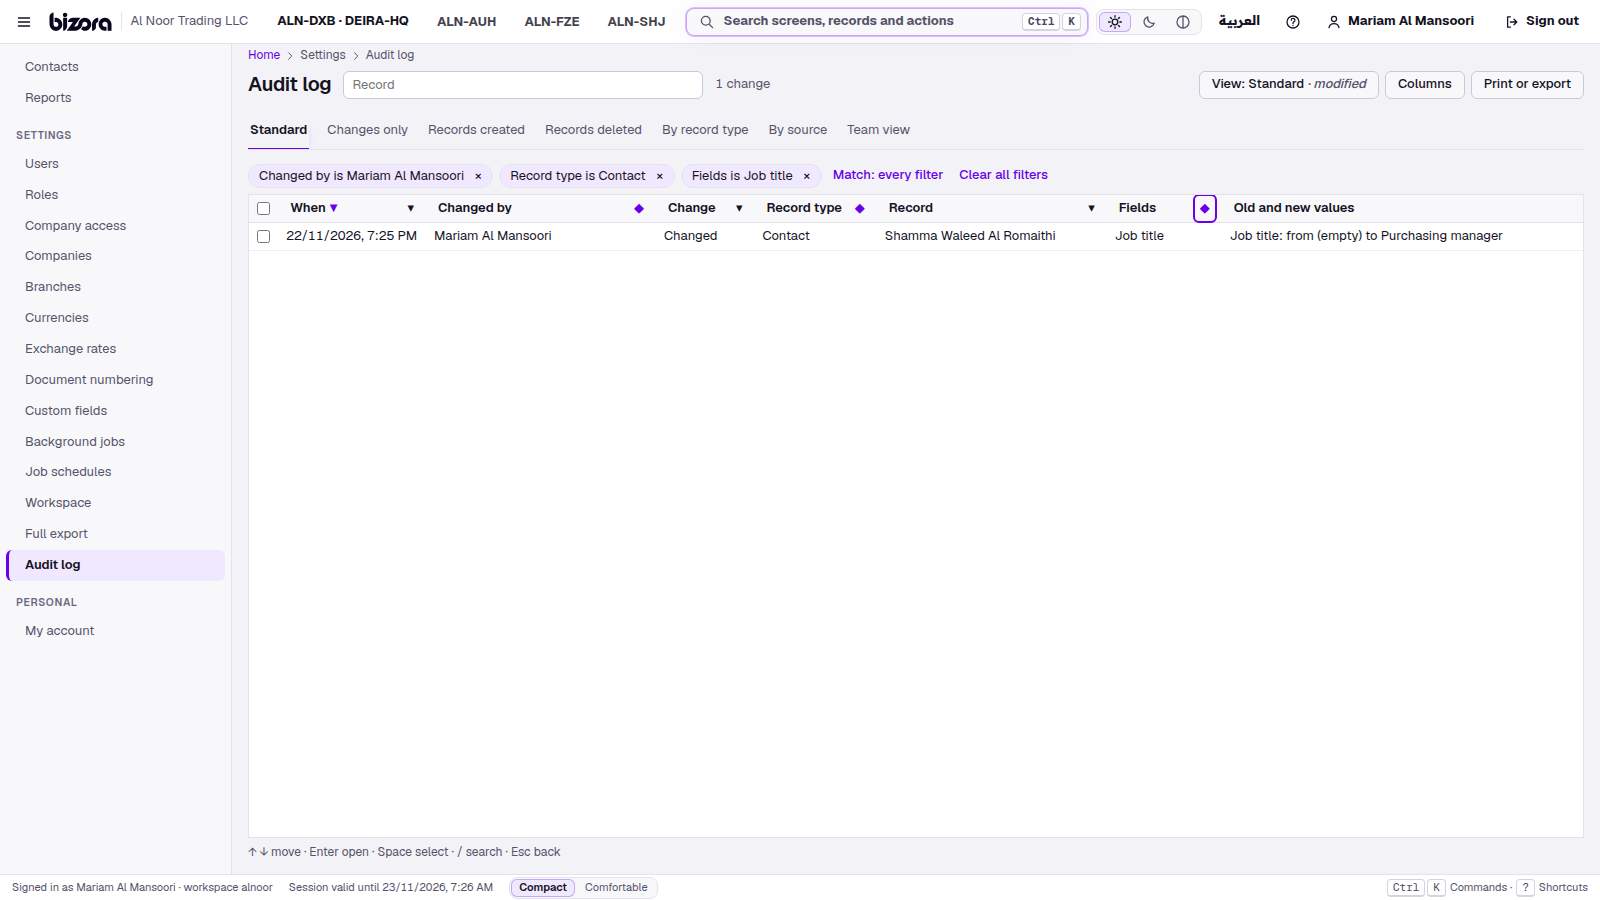 bizora Al Noor Trading LLC ALN-DXB · DEIRA-HQ ALN-AUH ALN-FZE ALN-SHJ Search screens, records and actions Ctrl K العربية Mariam Al Mansoori Sign out
Contacts
Reports
SETTINGS
Users
Roles
Company access
Companies
Branches
Currencies
Exchange rates
Document numbering
Custom fields
Background jobs
Job schedules
Workspace
Full export
Audit log
PERSONAL
My account
Home > Settings > Audit log
Audit log Record 1 change View: Standard · modified Columns Print or export
Standard Changes only Records created Records deleted By record type By source Team view
Changed by is Mariam Al Mansoori × Record type is Contact × Fields is Job title × Match: every filter Clear all filters
When ▼ ▼ Changed by ◆ Change ▼ Record type ◆ Record ▼ Fields ◆ Old and new values
22/11/2026, 7:25 PM Mariam Al Mansoori Changed Contact Shamma Waleed Al Romaithi Job title Job title: from (empty) to Purchasing manager
↑↓ move · Enter open · Space select · / search · Esc back
Signed in as Mariam Al Mansoori · workspace alnoor Session valid until 23/11/2026, 7:26 AM Compact Comfortable Ctrl K Commands · ? Shortcuts